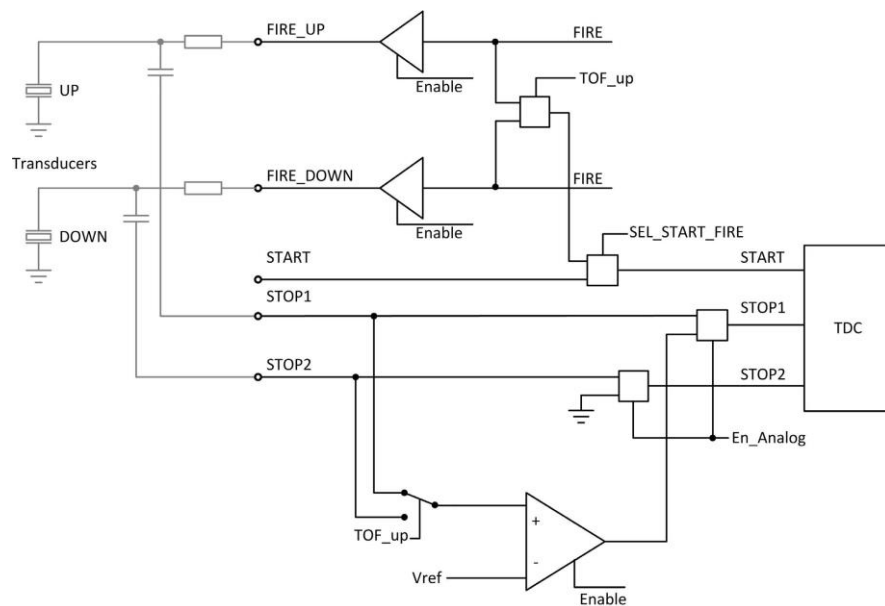 FIRE_UP
FIRE
Enable
TOF_up
UP
Transducers
FIRE_DOWN
FIRE
Enable
DOWN
SEL_START_FIRE
START
START
STOP1
STOP1
TDC
STOP2
STOP2
En_Analog
+
TOF_up
-
Vref
Enable